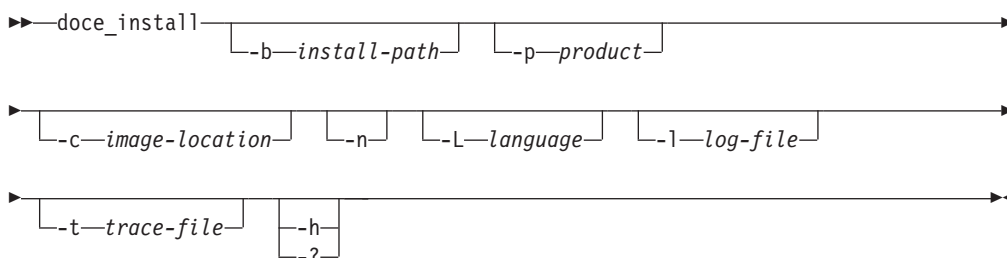 doce_install -b install-path -p product
-c image-location -n -L language -l log-file
-t trace-file -h
-?